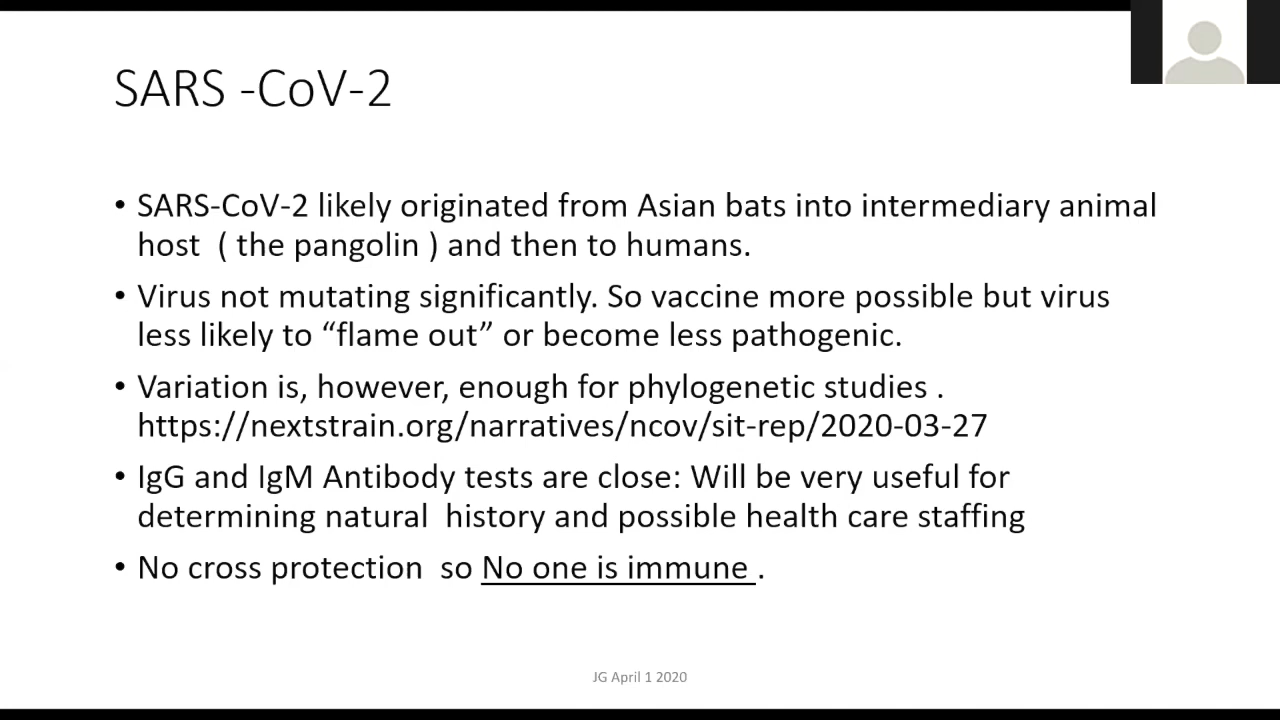 SARS -CoV-2
• SARS-CoV-2 likely originated from Asian bats into intermediary animal
host  ( the pangolin ) and then to humans.
• Virus not mutating significantly. So vaccine more possible but virus
less likely to “flame out” or become less pathogenic.
• Variation is, however, enough for phylogenetic studies .
https://nextstrain.org/narratives/ncov/sit-rep/2020-03-27
• IgG and IgM Antibody tests are close: Will be very useful for
determining natural  history and possible health care staffing
• No cross protection  so No one is immune .
JG April 1 2020